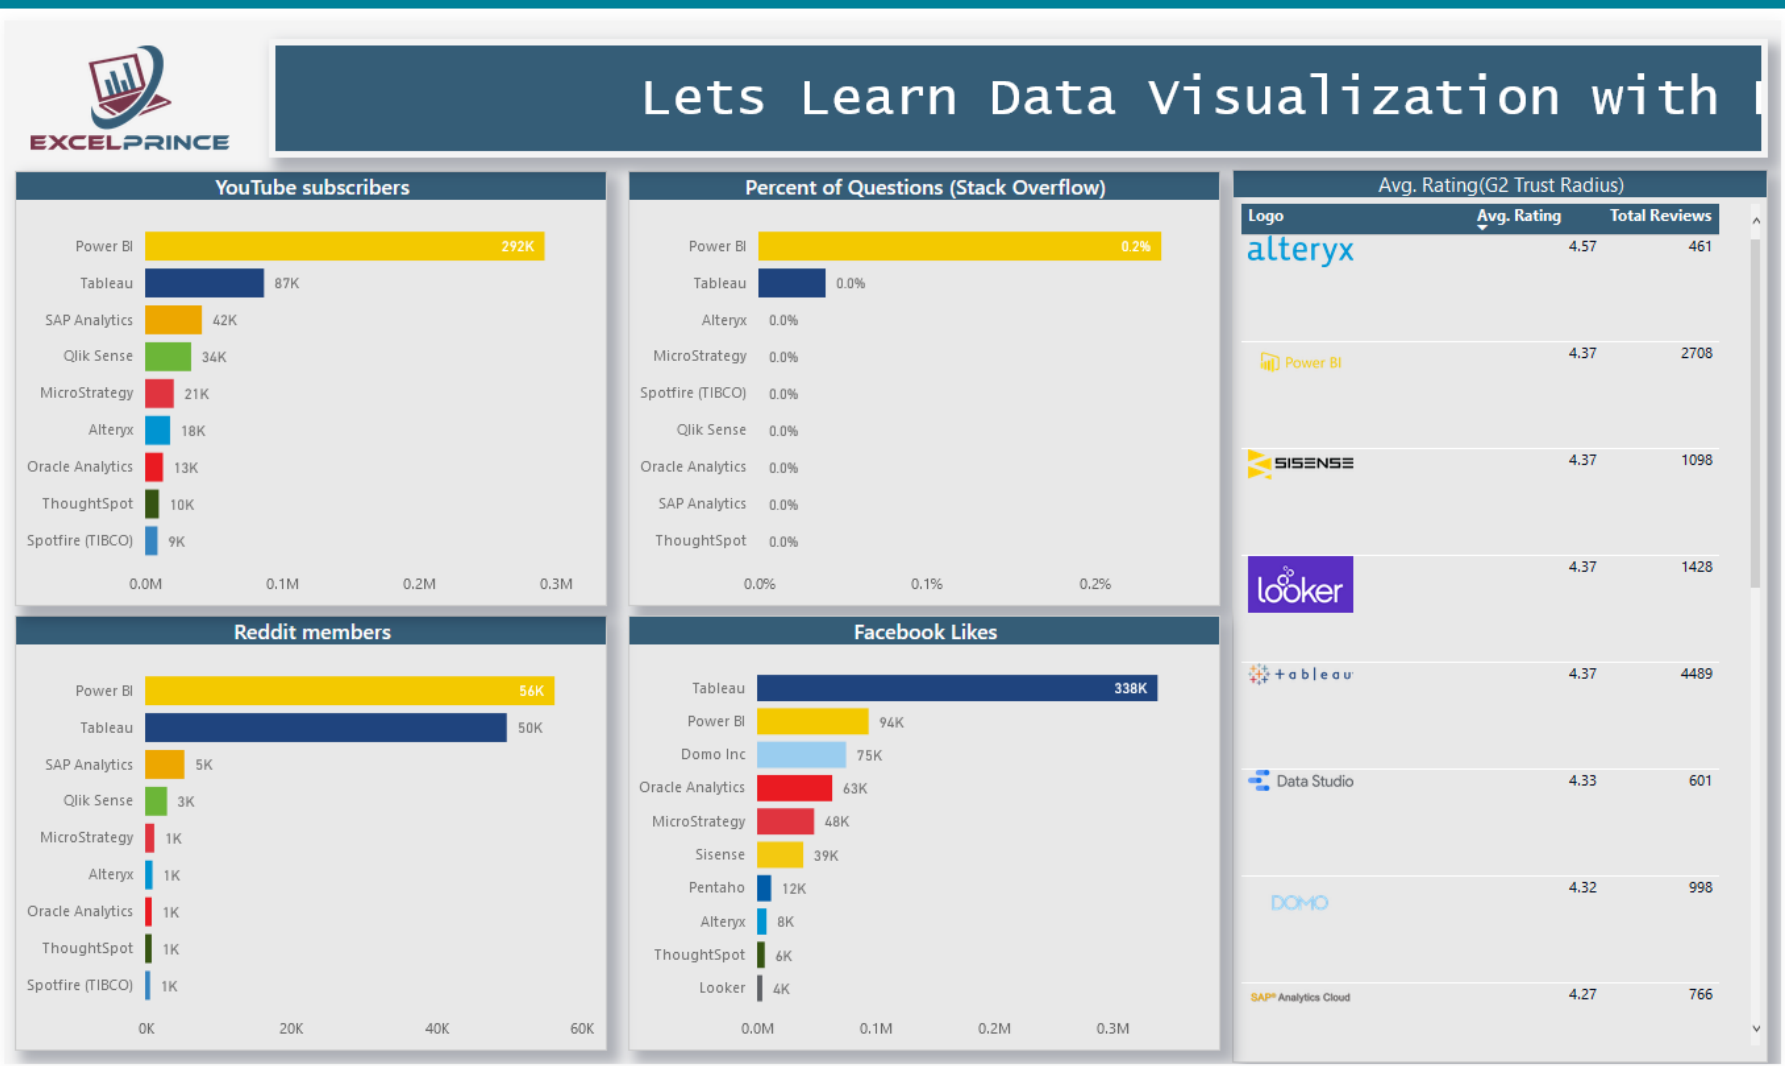 EXCELPRINCE
Lets Learn Data Visualization with
YouTube subscribers
Power BI 292K
Tableau 87K
SAP Analytics 42K
Qlik Sense 34K
MicroStrategy 21K
Alteryx 18K
Oracle Analytics 13K
ThoughtSpot 10K
Spotfire (TIBCO) 9K
0.0M 0.1M 0.2M 0.3M
Percent of Questions (Stack Overflow)
Power BI 0.2%
Tableau 0.0%
Alteryx 0.0%
MicroStrategy 0.0%
Spotfire (TIBCO) 0.0%
Qlik Sense 0.0%
Oracle Analytics 0.0%
SAP Analytics 0.0%
ThoughtSpot 0.0%
0.0% 0.1% 0.2%
Reddit members
Power BI 56K
Tableau 50K
SAP Analytics 5K
Qlik Sense 3K
MicroStrategy 1K
Alteryx 1K
Oracle Analytics 1K
ThoughtSpot 1K
Spotfire (TIBCO) 1K
0K 20K 40K 60K
Facebook Likes
Tableau 338K
Power BI 94K
Domo Inc 75K
Oracle Analytics 63K
MicroStrategy 48K
Sisense 39K
Pentaho 12K
Alteryx 8K
ThoughtSpot 6K
Looker 4K
0.0M 0.1M 0.2M 0.3M
Avg. Rating(G2 Trust Radius)
Logo Avg. Rating Total Reviews
alteryx 4.57 461
Power BI 4.37 2708
SISENSE 4.37 1098
looker 4.37 1428
+ableau 4.37 4489
Data Studio 4.33 601
DOMO 4.32 998
SAP® Analytics Cloud 4.27 766